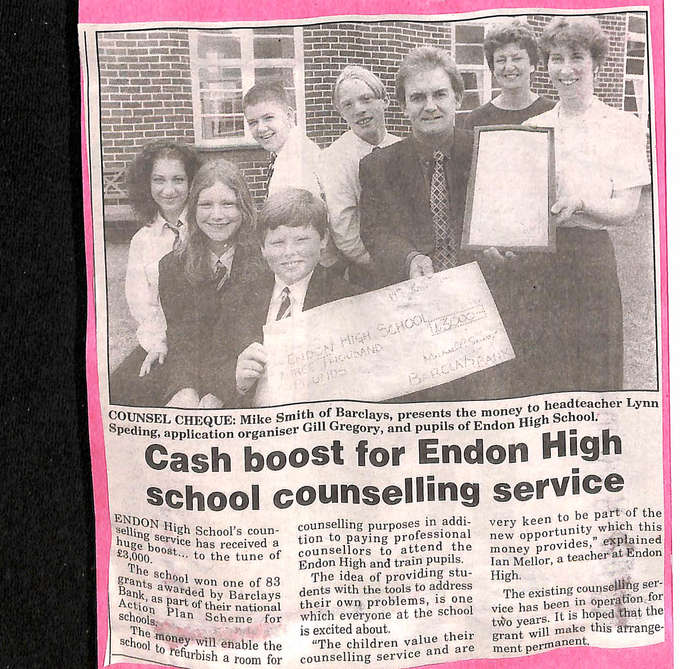 19th June
ENDON HIGH SCHOOL £3,000
THREE THOUSAND
POUNDS
BARCLAYS BANK
COUNSEL CHEQUE: Mike Smith of Barclays, presents the money to headteacher Lynn
Speding, application organiser Gill Gregory, and pupils of Endon High School.
Cash boost for Endon High
school counselling service
ENDON High School's coun-
selling service has received a
huge boost... to the tune of
£3,000.
The school won one of 83
grants awarded by Barclays
Bank, as part of their national
Action Plan Scheme for
schools.
The money will enable the
school to refurbish a room for
counselling purposes in addi-
tion to paying professional
counsellors to attend the
Endon High and train pupils.
The idea of providing stu-
dents with the tools to address
their own problems, is one
which everyone at the school
is excited about.
"The children value their
counselling service and are
very keen to be part of the
new opportunity which this
money provides," explained
Ian Mellor, a teacher at Endon
High.
The existing counselling ser-
vice has been in operation for
two years. It is hoped that the
grant will make this arrange-
ment permanent.